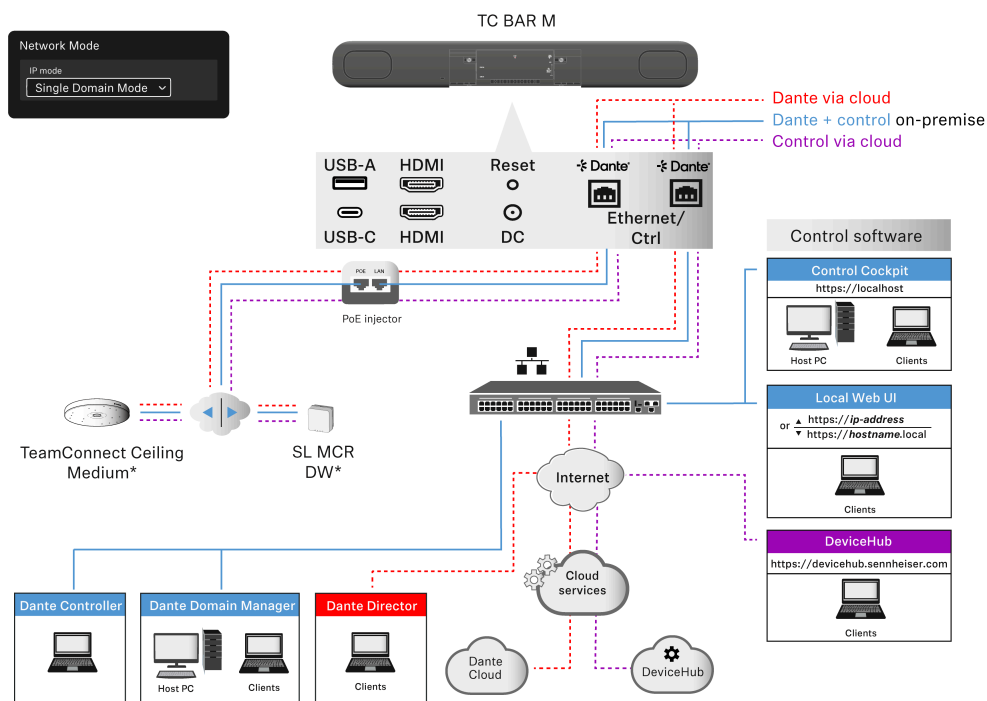 TC BAR M
Network Mode
IP mode
Single Domain Mode
Dante via cloud
Dante + control on-premise
Control via cloud
USB-A
HDMI
Reset
Dante
Dante
USB-C
HDMI
DC
Ethernet/
Ctrl
POE
LAN
PoE injector
Control software
Control Cockpit
https://localhost
Host PC
Clients
Local Web UI
or
https://ip-address
https://hostname.local
Clients
DeviceHub
https://devicehub.sennheiser.com
Clients
TeamConnect Ceiling
Medium*
SL MCR
DW*
Internet
Cloud
services
Dante Controller
Dante Domain Manager
Host PC
Clients
Dante Director
Clients
Dante
Cloud
DeviceHub